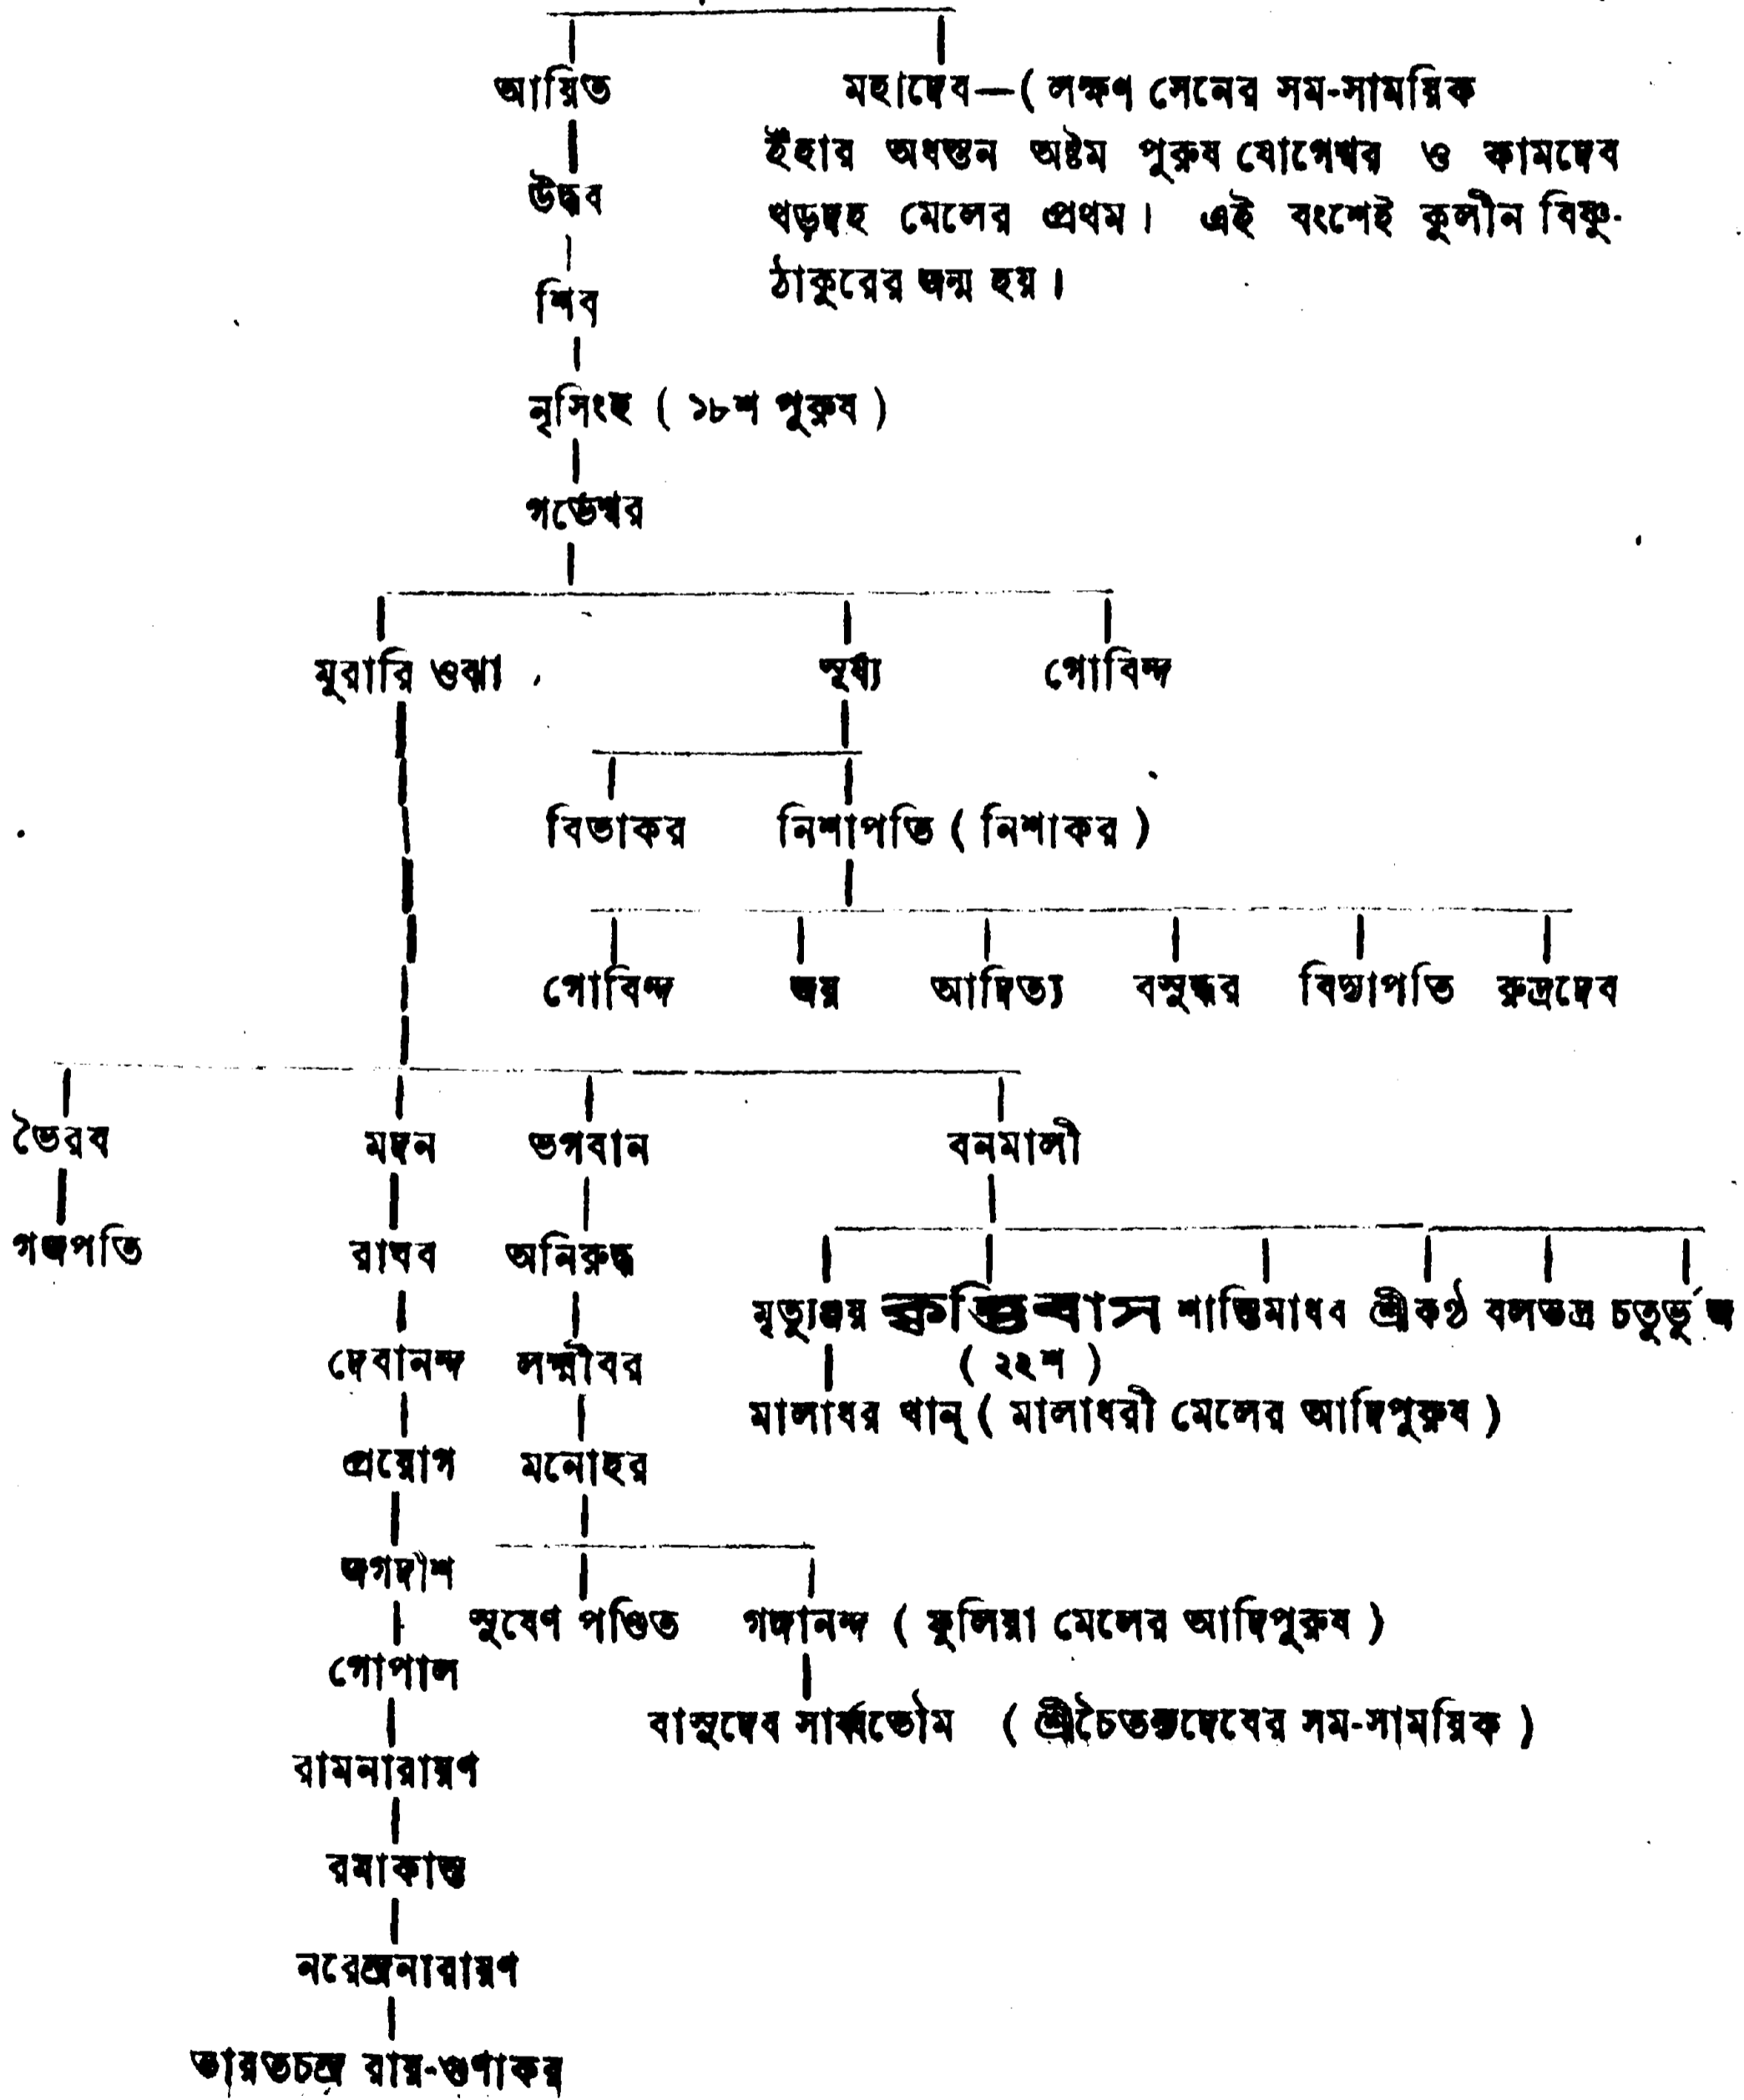 আয়িত মহাদেব—( লক্ষণ সেনের সম-সাময়িক
ইঁহার অধস্তন অষ্টম পুরুষ যোগেশ্বর ও কামদেব
উদ্ধব
খড়দহ মেলের প্রথম। এই বংশেই কুলীন বিষ্ণু-
ঠাকুরের জন্ম হয়।
শিব
নৃসিংহ ( ১৮শ পুরুষ )
গর্ভেশ্বর
মুরারি ওঝা সূর্য্য গোবিন্দ
বিভাকর নিশাপতি ( নিশাকর )
গোবিন্দ জয় আদিত্য বসুন্ধর বিদ্যাপতি রুদ্রদেব
ভৈরব মদন ভগবান বনমালী
গজপতি রাঘব অনিরুদ্ধ
মৃত্যুঞ্জয় কৃত্তিবাস শান্তিমাধব শ্রীকণ্ঠ বলভদ্র চতুর্ভুজ
দেবানন্দ লক্ষ্মীবর ( ২২শ )
মালাধর খান্ ( মালাধরী মেলের আদিপুরুষ )
প্রয়োগ মনোহর
জগদীশ
সুষেণ পণ্ডিত গঙ্গানন্দ ( ফুলিয়া মেলের আদিপুরুষ )
গোপাল
বাসুদেব সার্ব্বভৌম ( শ্রীচৈতন্যদেবের সম-সাময়িক )
রামনারায়ণ
রমাকান্ত
নরেন্দ্রনারায়ণ
ভারতচন্দ্র রায়-গুণাকর